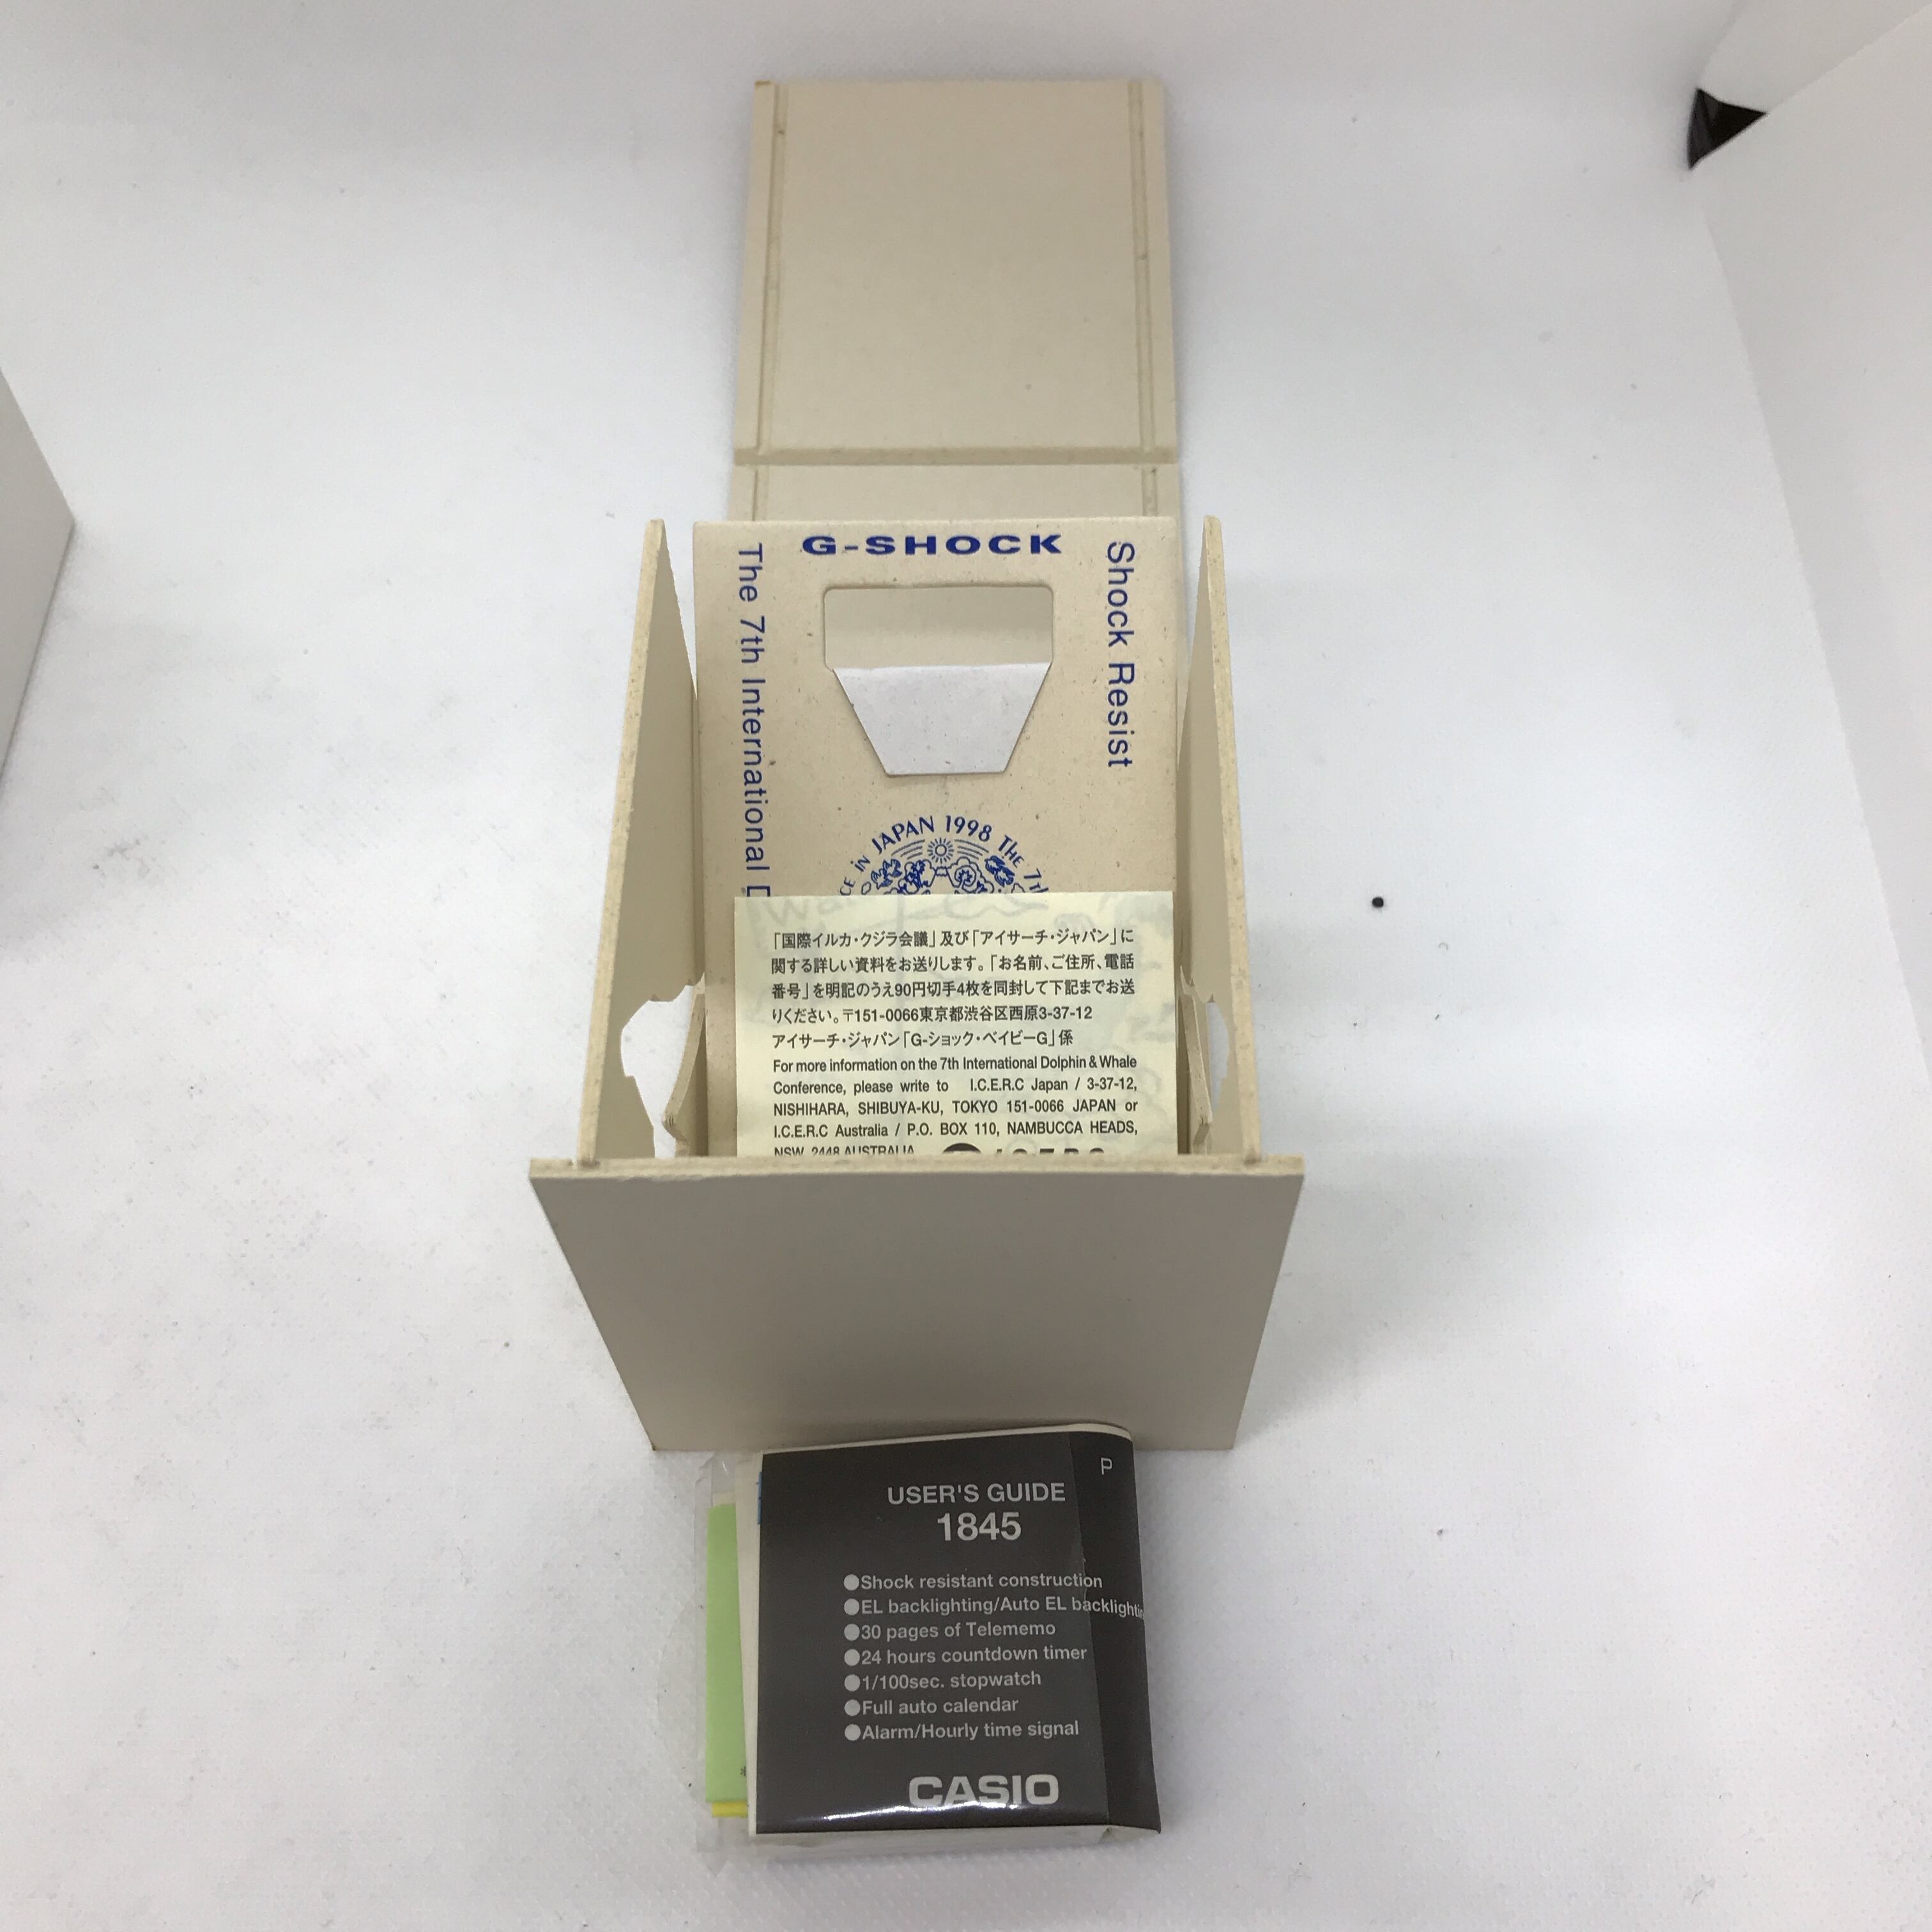 G-SHOCK
Shock Resist
The 7th International
IN JAPAN 1998 THE
「国際イルカ・クジラ会議」及び「アイサーチ・ジャパン」に
関する詳しい資料をお送りします。「お名前、ご住所、電話
番号」を明記のうえ90円切手4枚を同封して下記までお送
りください。〒151-0066東京都渋谷区西原3-37-12
アイサーチ・ジャパン「G-ショック・ベイビーG」係
For more information on the 7th International Dolphin & Whale
Conference, please write to I.C.E.R.C Japan / 3-37-12,
NISHIHARA, SHIBUYA-KU, TOKYO 151-0066 JAPAN or
I.C.E.R.C Australia / P.O. BOX 110, NAMBUCCA HEADS,
NSW 2448 AUSTRALIA
P
USER'S GUIDE
1845
●Shock resistant construction
●EL backlighting/Auto EL backlighting
●30 pages of Telememo
●24 hours countdown timer
●1/100sec. stopwatch
●Full auto calendar
●Alarm/Hourly time signal
CASIO